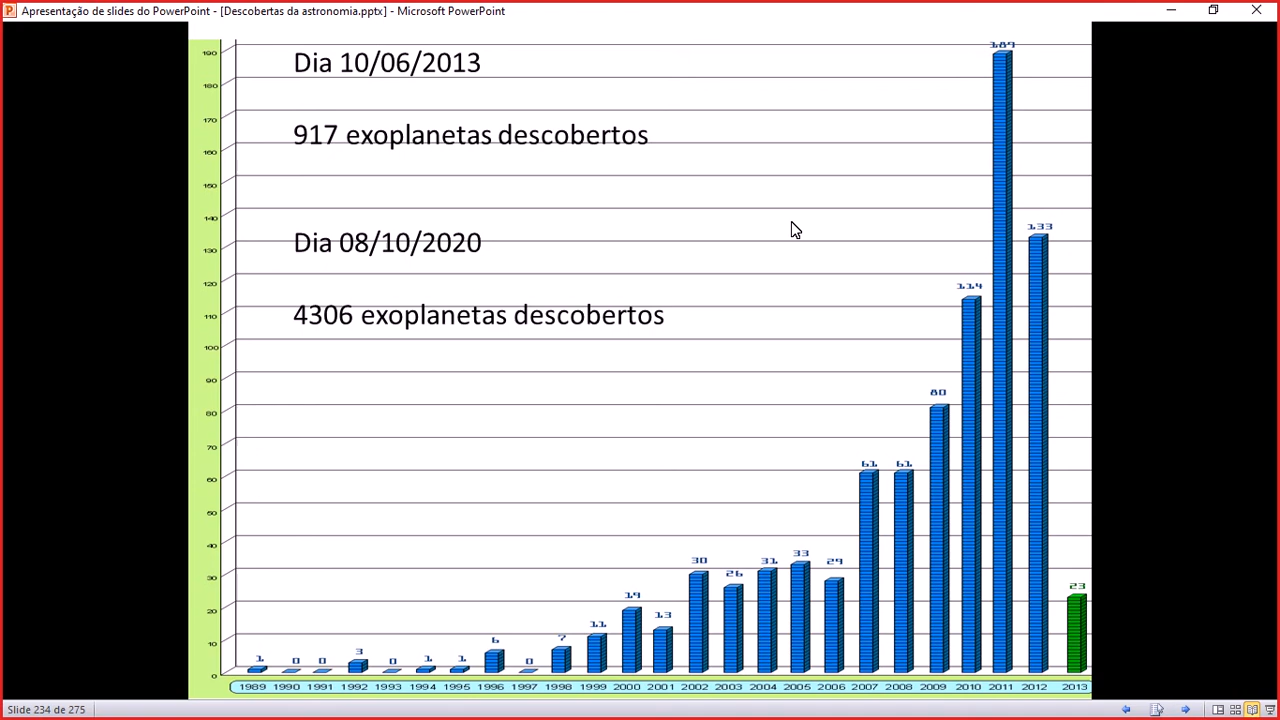 Apresentação de slides do PowerPoint - [Descobertas da astronomia.pptx] - Microsoft PowerPoint
190
180
170
160
150
140
130
120
110
100
90
80
70
60
50
40
30
20
10
0
Dia 10/06/2013
917 exoplanetas descobertos
Dia 08/10/2020
4306 exoplanetas descobertos
1 0 0 3 0 1 1 6 0 7 11 19 13 30 26 31 33 29 61 61 80 114 189 133 23
1989 1990 1991 1992 1993 1994 1995 1996 1997 1998 1999 2000 2001 2002 2003 2004 2005 2006 2007 2008 2009 2010 2011 2012 2013
Slide 234 de 275